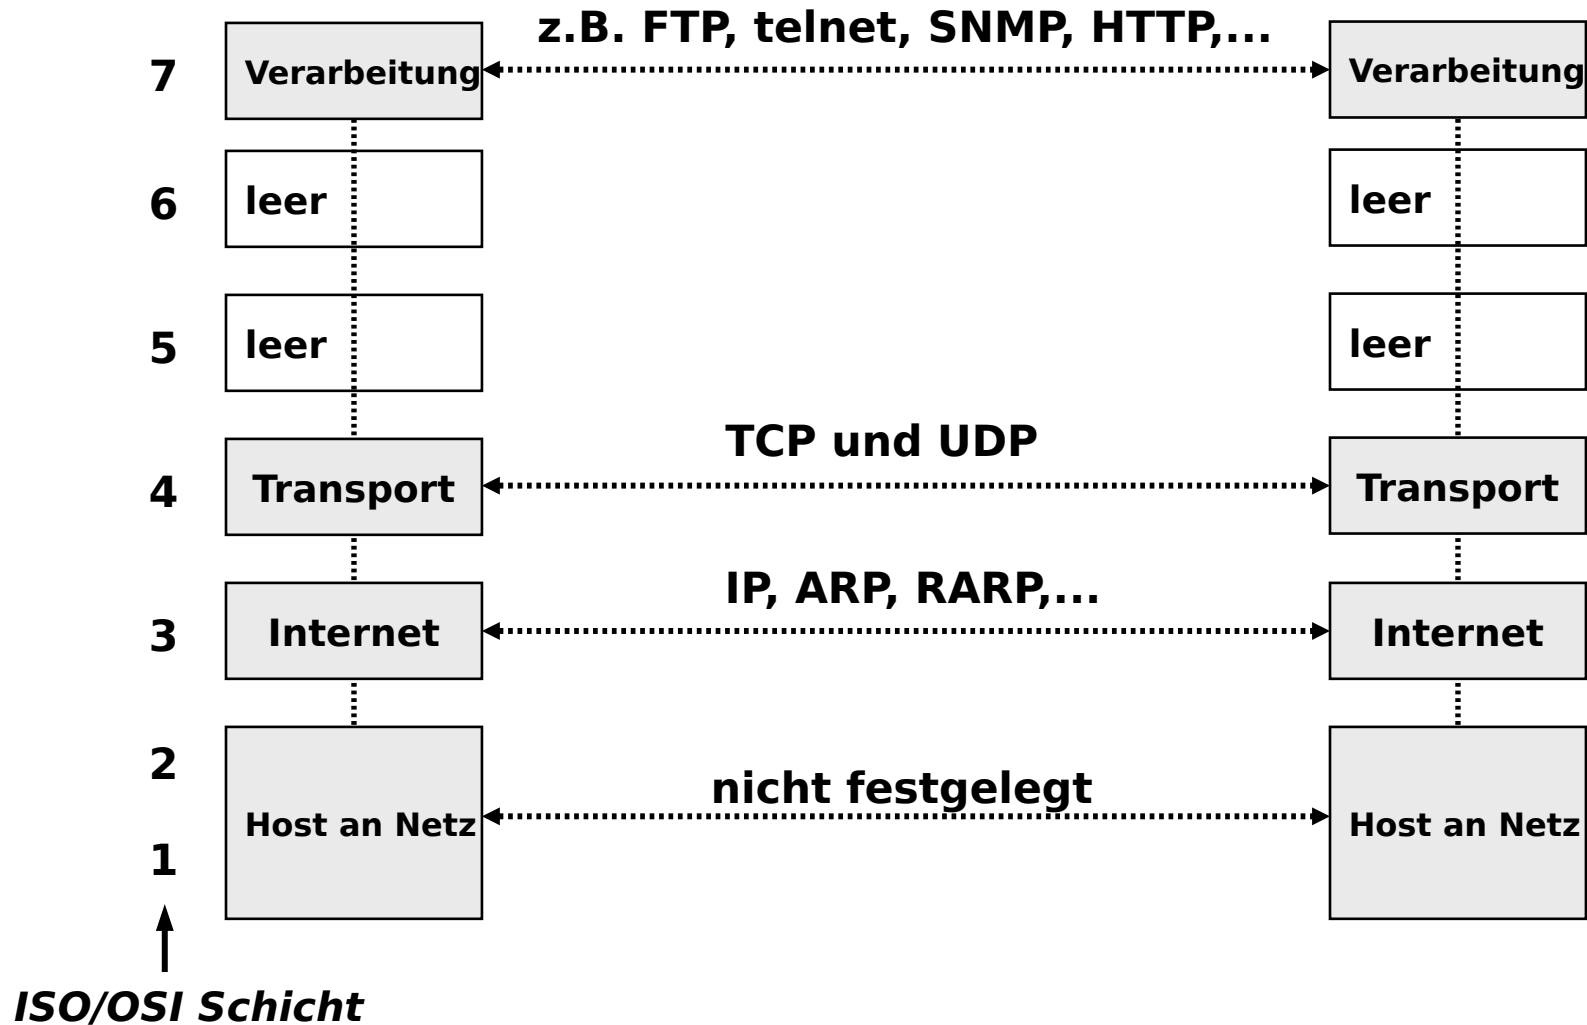 z.B. FTP, telnet, SNMP, HTTP,...
7 Verarbeitung Verarbeitung
6 leer leer
5 leer leer
TCP und UDP
4 Transport Transport
IP, ARP, RARP,...
3 Internet Internet
2
nicht festgelegt
Host an Netz Host an Netz
1
ISO/OSI Schicht